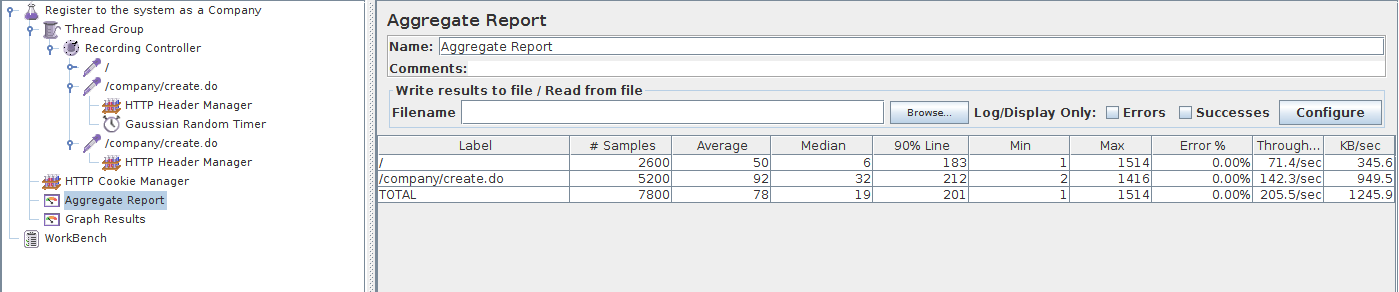 Register to the system as a Company
Thread Group
Recording Controller
/
/company/create.do
HTTP Header Manager
Gaussian Random Timer
/company/create.do
HTTP Header Manager
HTTP Cookie Manager
Aggregate Report
Graph Results
WorkBench
Aggregate Report
Name: Aggregate Report
Comments:
Write results to file / Read from file
Filename Browse... Log/Display Only: Errors Successes Configure
Label # Samples Average Median 90% Line Min Max Error % Through... KB/sec
/ 2600 50 6 183 1 1514 0.00% 71.4/sec 345.6
/company/create.do 5200 92 32 212 2 1416 0.00% 142.3/sec 949.5
TOTAL 7800 78 19 201 1 1514 0.00% 205.5/sec 1245.9